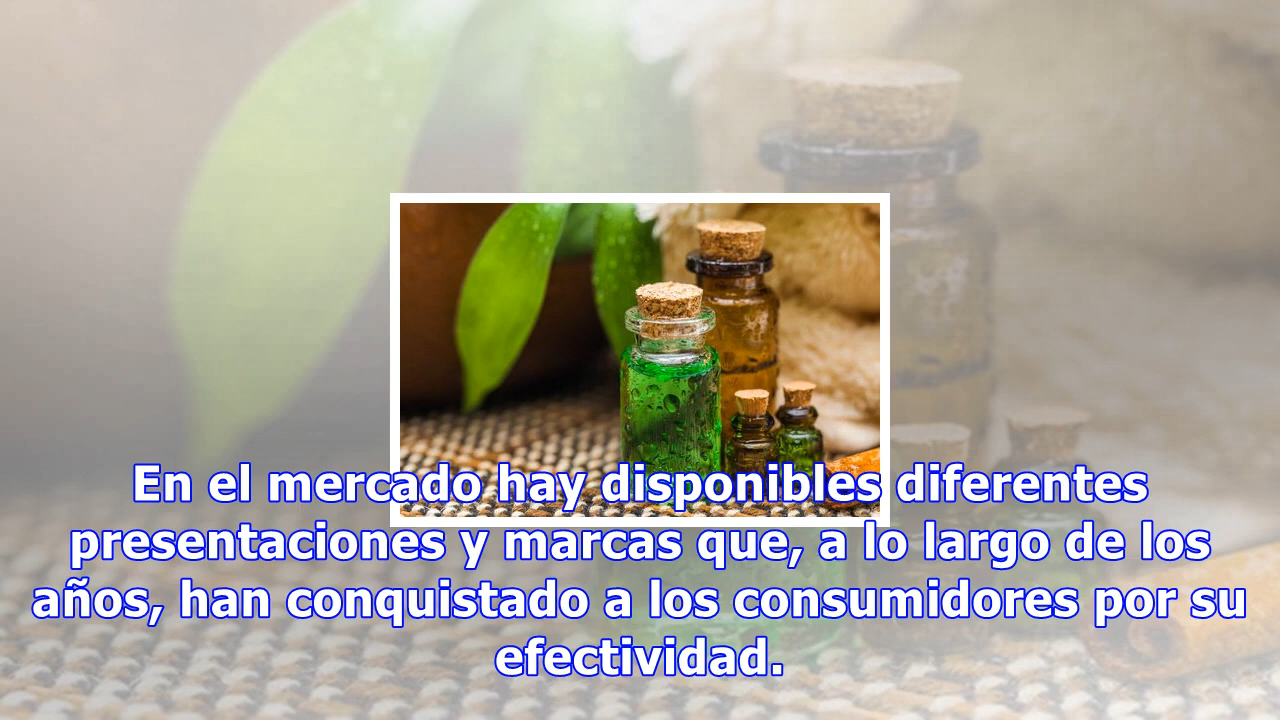 En el mercado hay disponibles diferentes
presentaciones y marcas que, a lo largo de los
años, han conquistado a los consumidores por su
efectividad.